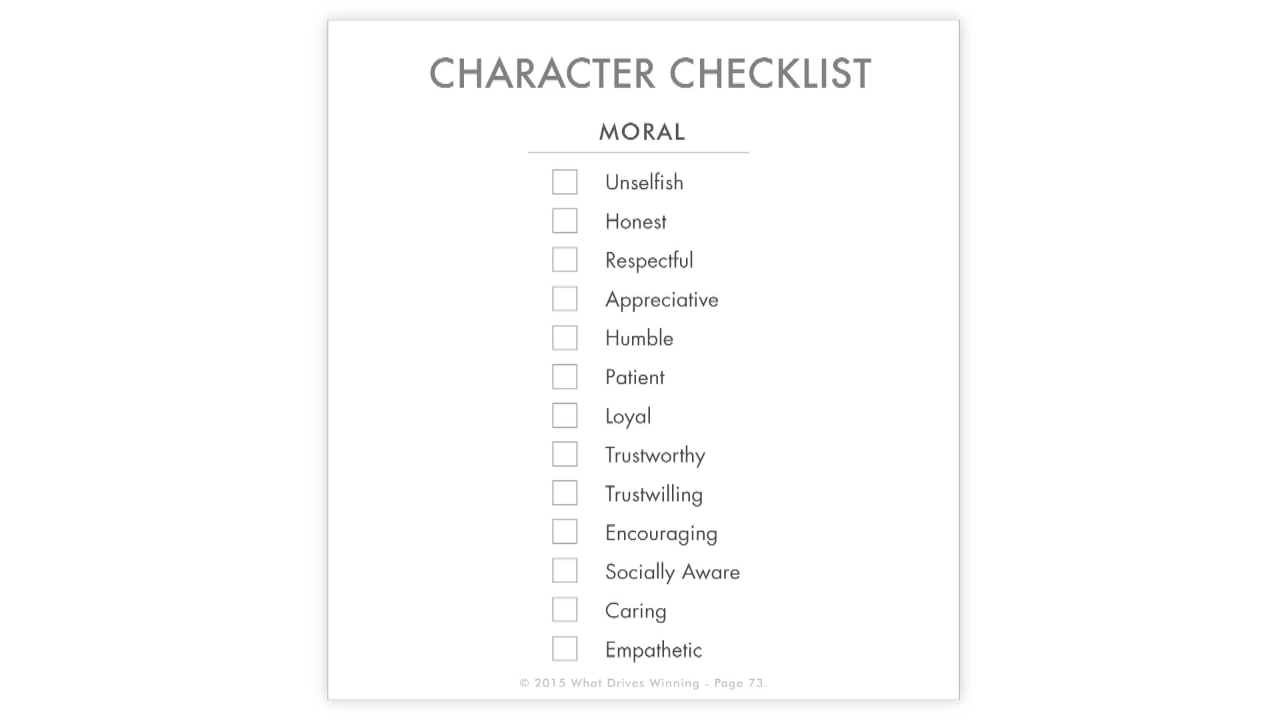 CHARACTER CHECKLIST
MORAL
Unselfish
Honest
Respectful
Appreciative
Humble
Patient
Loyal
Trustworthy
Trustwilling
Encouraging
Socially Aware
Caring
Empathetic
© 2015 What Drives Winning - Page 73.